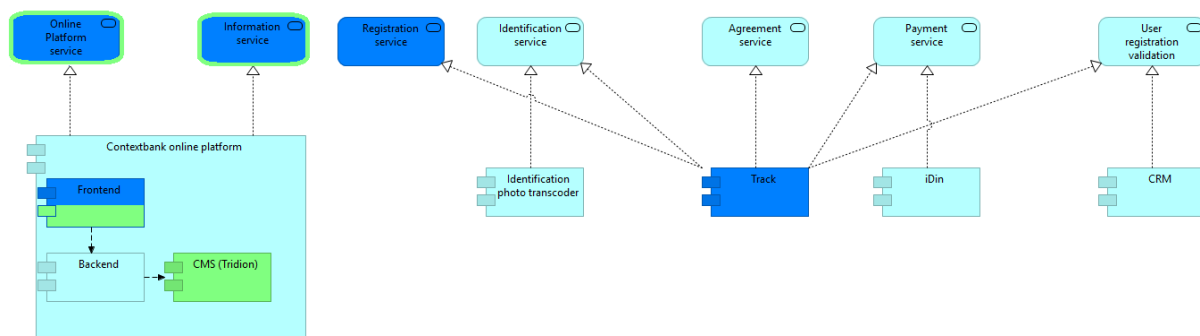 Online
Platform
service
Information
service
Registration
service
Identification
service
Agreement
service
Payment
service
User
registration
validation
Contextbank online platform
Frontend
Backend
CMS (Tridion)
Identification
photo transcoder
Track
iDin
CRM